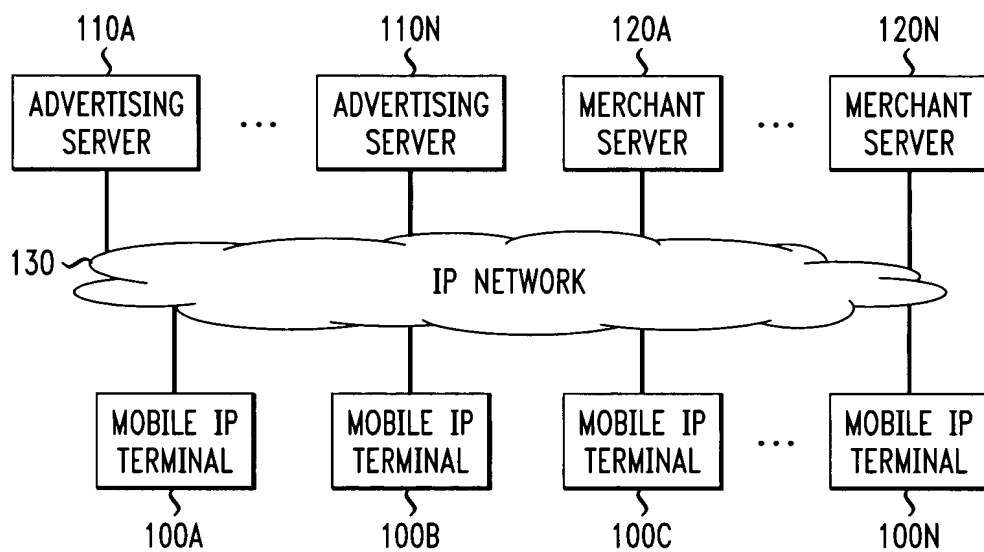 110A 110N 120A 120N
ADVERTISING SERVER ... ADVERTISING SERVER MERCHANT SERVER ... MERCHANT SERVER
130
IP NETWORK
MOBILE IP TERMINAL MOBILE IP TERMINAL MOBILE IP TERMINAL ... MOBILE IP TERMINAL
100A 100B 100C 100N